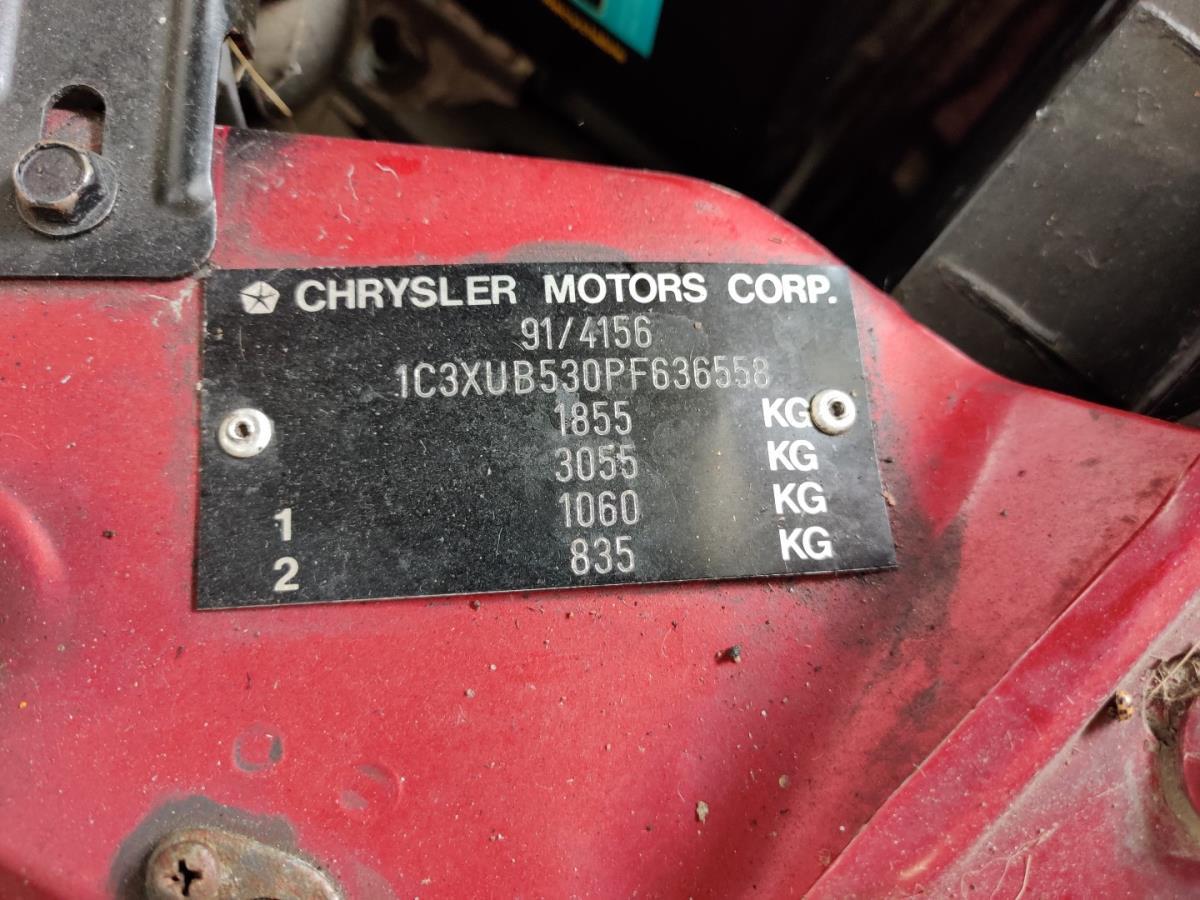 CHRYSLER MOTORS CORP.
91/4156
1C3XUB530PF636558
1855 KG
3055 KG
1 1060 KG
2 835 KG